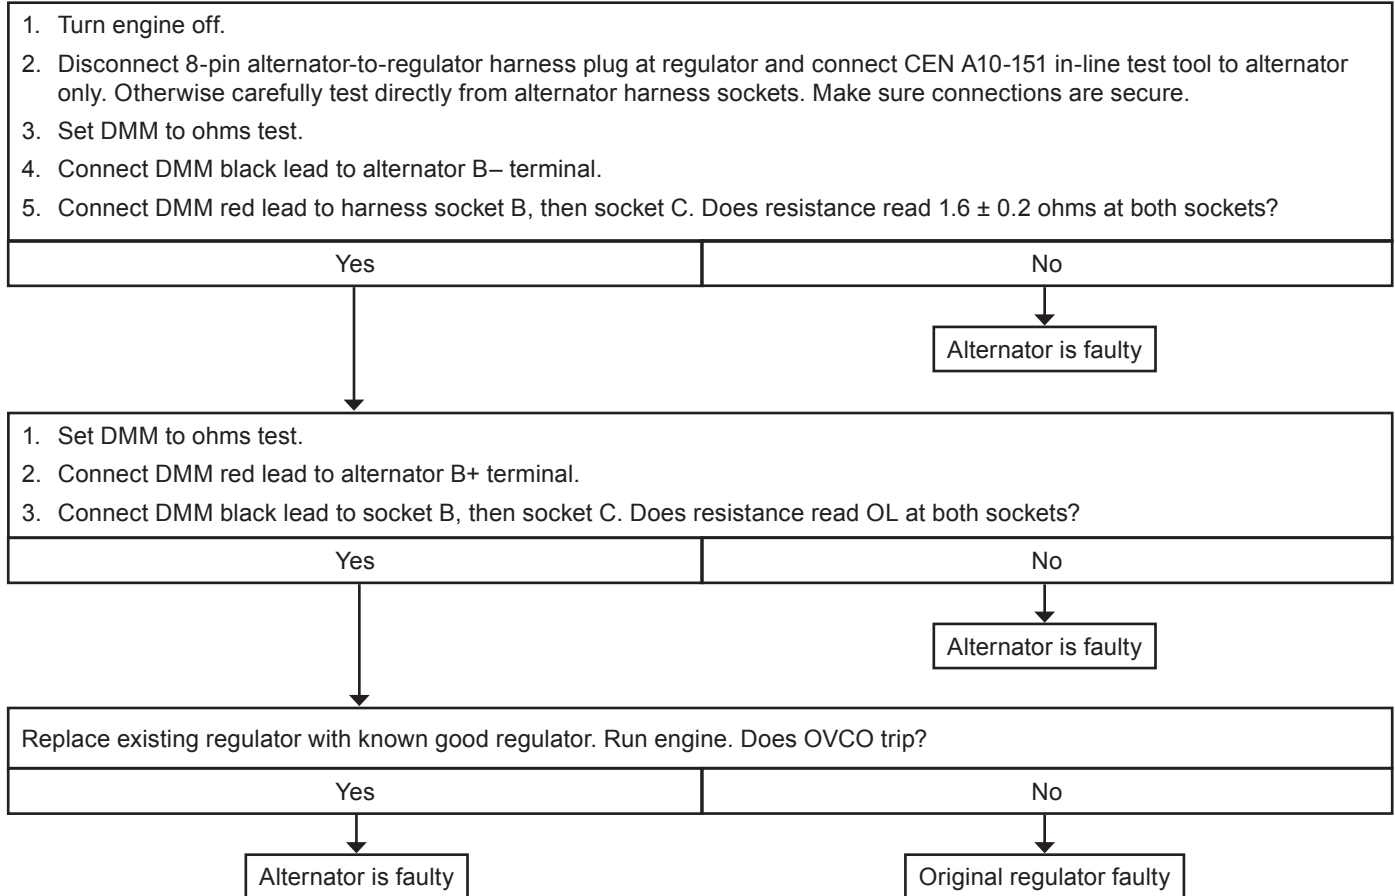 1. Turn engine off.
2. Disconnect 8-pin alternator-to-regulator harness plug at regulator and connect CEN A10-151 in-line test tool to alternator
only. Otherwise carefully test directly from alternator harness sockets. Make sure connections are secure.
3. Set DMM to ohms test.
4. Connect DMM black lead to alternator B– terminal.
5. Connect DMM red lead to harness socket B, then socket C. Does resistance read 1.6 ± 0.2 ohms at both sockets?
Yes
No
Alternator is faulty
1. Set DMM to ohms test.
2. Connect DMM red lead to alternator B+ terminal.
3. Connect DMM black lead to socket B, then socket C. Does resistance read OL at both sockets?
Yes
No
Alternator is faulty
Replace existing regulator with known good regulator. Run engine. Does OVCO trip?
Yes
No
Alternator is faulty
Original regulator faulty